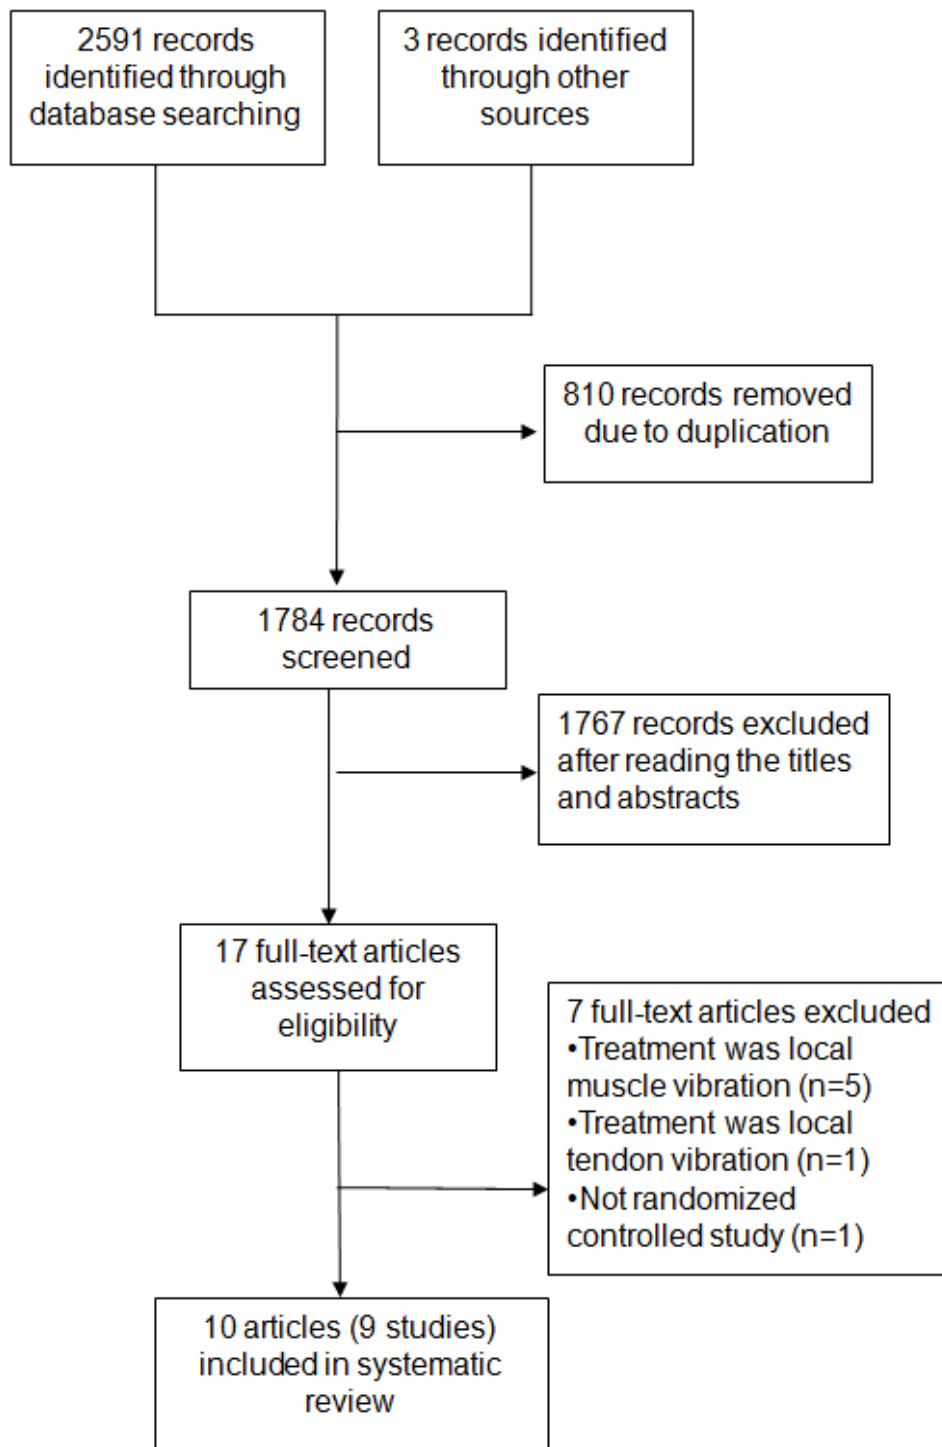 2591 records
identified through
database searching
3 records identified
through other
sources
810 records removed
due to duplication
1784 records
screened
1767 records excluded
after reading the titles
and abstracts
17 full-text articles
assessed for
eligibility
7 full-text articles excluded
•Treatment was local
muscle vibration (n=5)
•Treatment was local
tendon vibration (n=1)
•Not randomized
controlled study (n=1)
10 articles (9 studies)
included in systematic
review